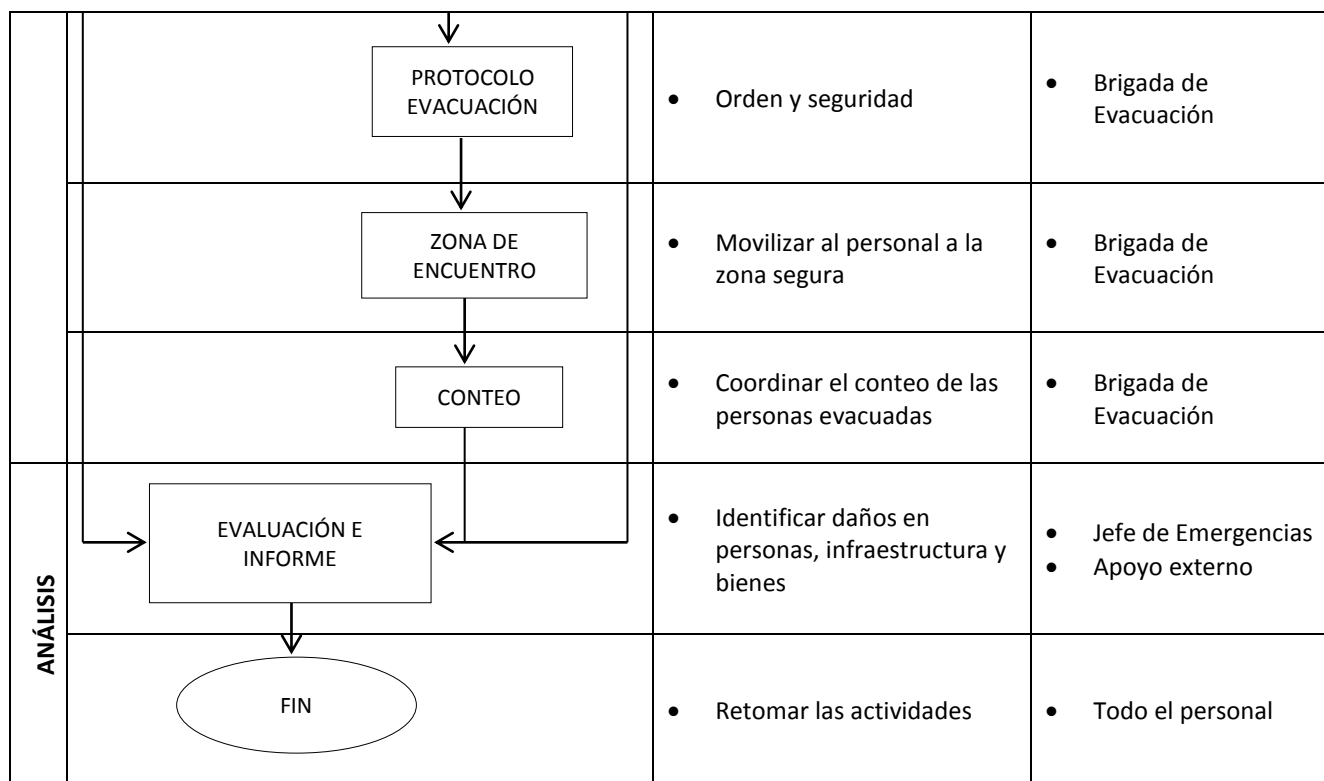 PROTOCOLO
EVACUACIÓN
• Orden y seguridad
• Brigada de
Evacuación
ZONA DE
ENCUENTRO
• Movilizar al personal a la
zona segura
• Brigada de
Evacuación
CONTEO
• Coordinar el conteo de las
personas evacuadas
• Brigada de
Evacuación
ANÁLISIS
EVALUACIÓN E
INFORME
• Identificar daños en
personas, infraestructura y
bienes
• Jefe de Emergencias
• Apoyo externo
FIN
• Retomar las actividades
• Todo el personal